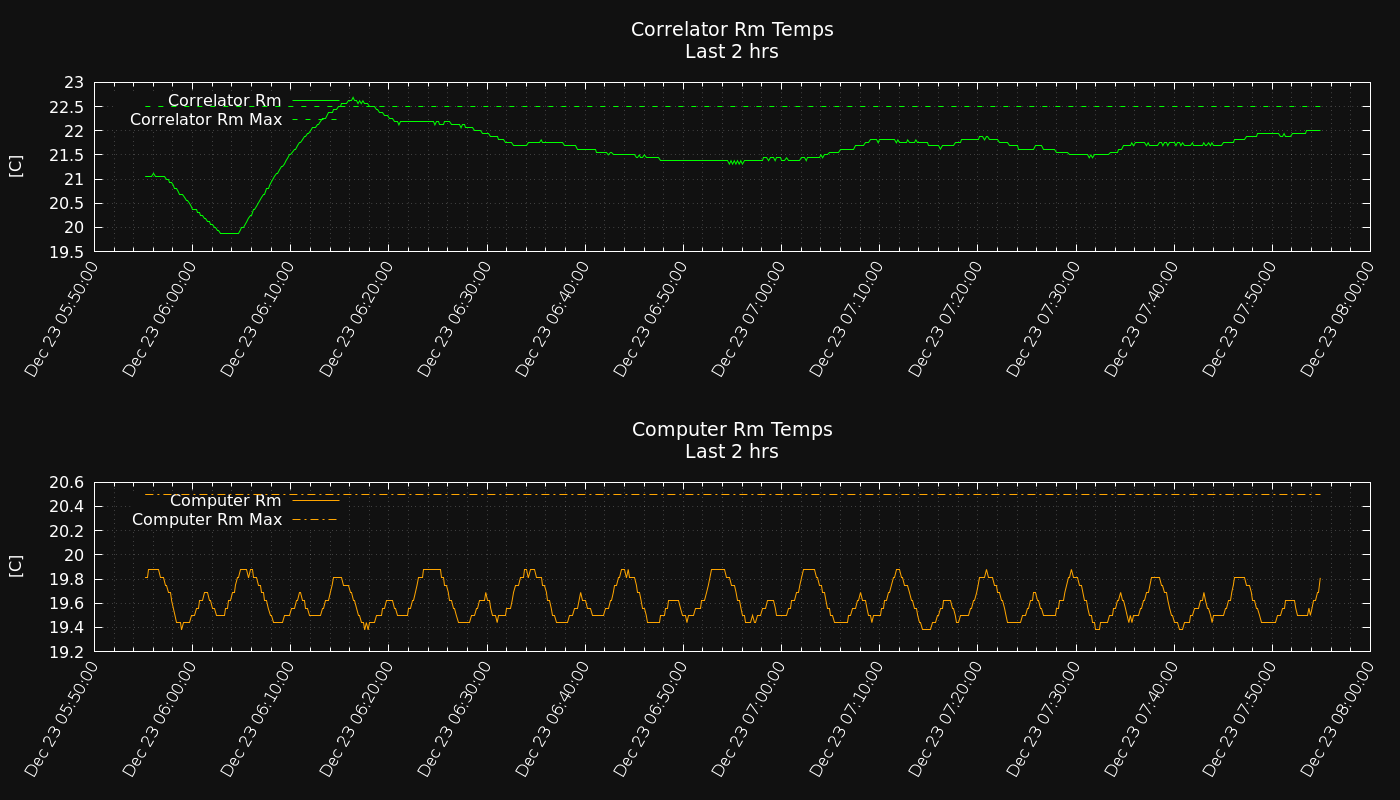 Correlator Rm Temps
Last 2 hrs
23
22.5
22
21.5
21
20.5
20
19.5
[C]
Correlator Rm
Correlator Rm Max
Dec 23 05:50:00
Dec 23 06:00:00
Dec 23 06:10:00
Dec 23 06:20:00
Dec 23 06:30:00
Dec 23 06:40:00
Dec 23 06:50:00
Dec 23 07:00:00
Dec 23 07:10:00
Dec 23 07:20:00
Dec 23 07:30:00
Dec 23 07:40:00
Dec 23 07:50:00
Dec 23 08:00:00
Computer Rm Temps
Last 2 hrs
20.6
20.4
20.2
20
19.8
19.6
19.4
19.2
[C]
Computer Rm
Computer Rm Max
Dec 23 05:50:00
Dec 23 06:00:00
Dec 23 06:10:00
Dec 23 06:20:00
Dec 23 06:30:00
Dec 23 06:40:00
Dec 23 06:50:00
Dec 23 07:00:00
Dec 23 07:10:00
Dec 23 07:20:00
Dec 23 07:30:00
Dec 23 07:40:00
Dec 23 07:50:00
Dec 23 08:00:00